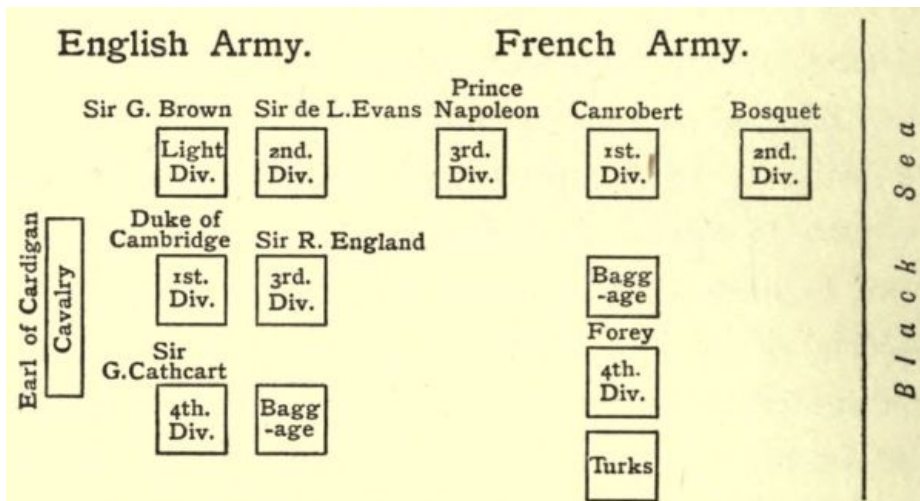 English Army.
French Army.
Sir G. Brown
Light
Div.
Sir de L.Evans
2nd.
Div.
Prince
Napoleon
3rd.
Div.
Canrobert
1st.
Div.
Bosquet
2nd.
Div.
Black Sea
Earl of Cardigan
Cavalry
Duke of
Cambridge
1st.
Div.
Sir R. England
3rd.
Div.
Bagg
-age
Sir
G.Cathcart
4th.
Div.
Bagg
-age
Forey
4th.
Div.
Turks